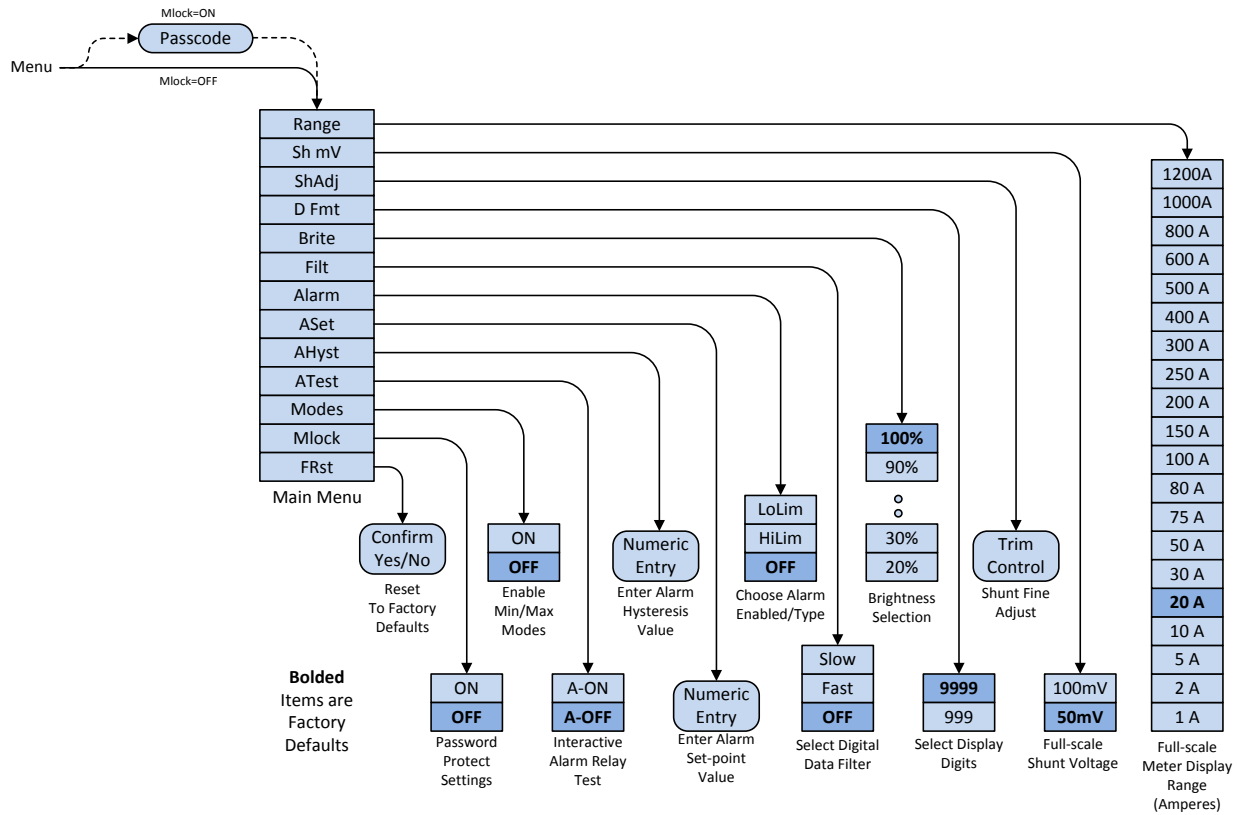 Mlock=ON
Passcode
Menu
Mlock=OFF
Range
Sh mV
ShAdj
D Fmt
Brite
Filt
Alarm
ASet
AHyst
ATest
Modes
Mlock
FRst
Main Menu
Confirm
Yes/No
Reset
To Factory
Defaults
ON
OFF
Enable
Min/Max
Modes
Numeric
Entry
Enter Alarm
Hysteresis
Value
LoLim
HiLim
OFF
Choose Alarm
Enabled/Type
100%
90%
30%
20%
Brightness
Selection
Trim
Control
Shunt Fine
Adjust
Bolded
Items are
Factory
Defaults
ON
OFF
Password
Protect
Settings
A-ON
A-OFF
Interactive
Alarm Relay
Test
Numeric
Entry
Enter Alarm
Set-point
Value
Slow
Fast
OFF
Select Digital
Data Filter
9999
999
Select Display
Digits
100mV
50mV
Full-scale
Shunt Voltage
1200A
1000A
800 A
600 A
500 A
400 A
300 A
250 A
200 A
150 A
100 A
80 A
75 A
50 A
30 A
20 A
10 A
5 A
2 A
1 A
Full-scale
Meter Display
Range
(Amperes)